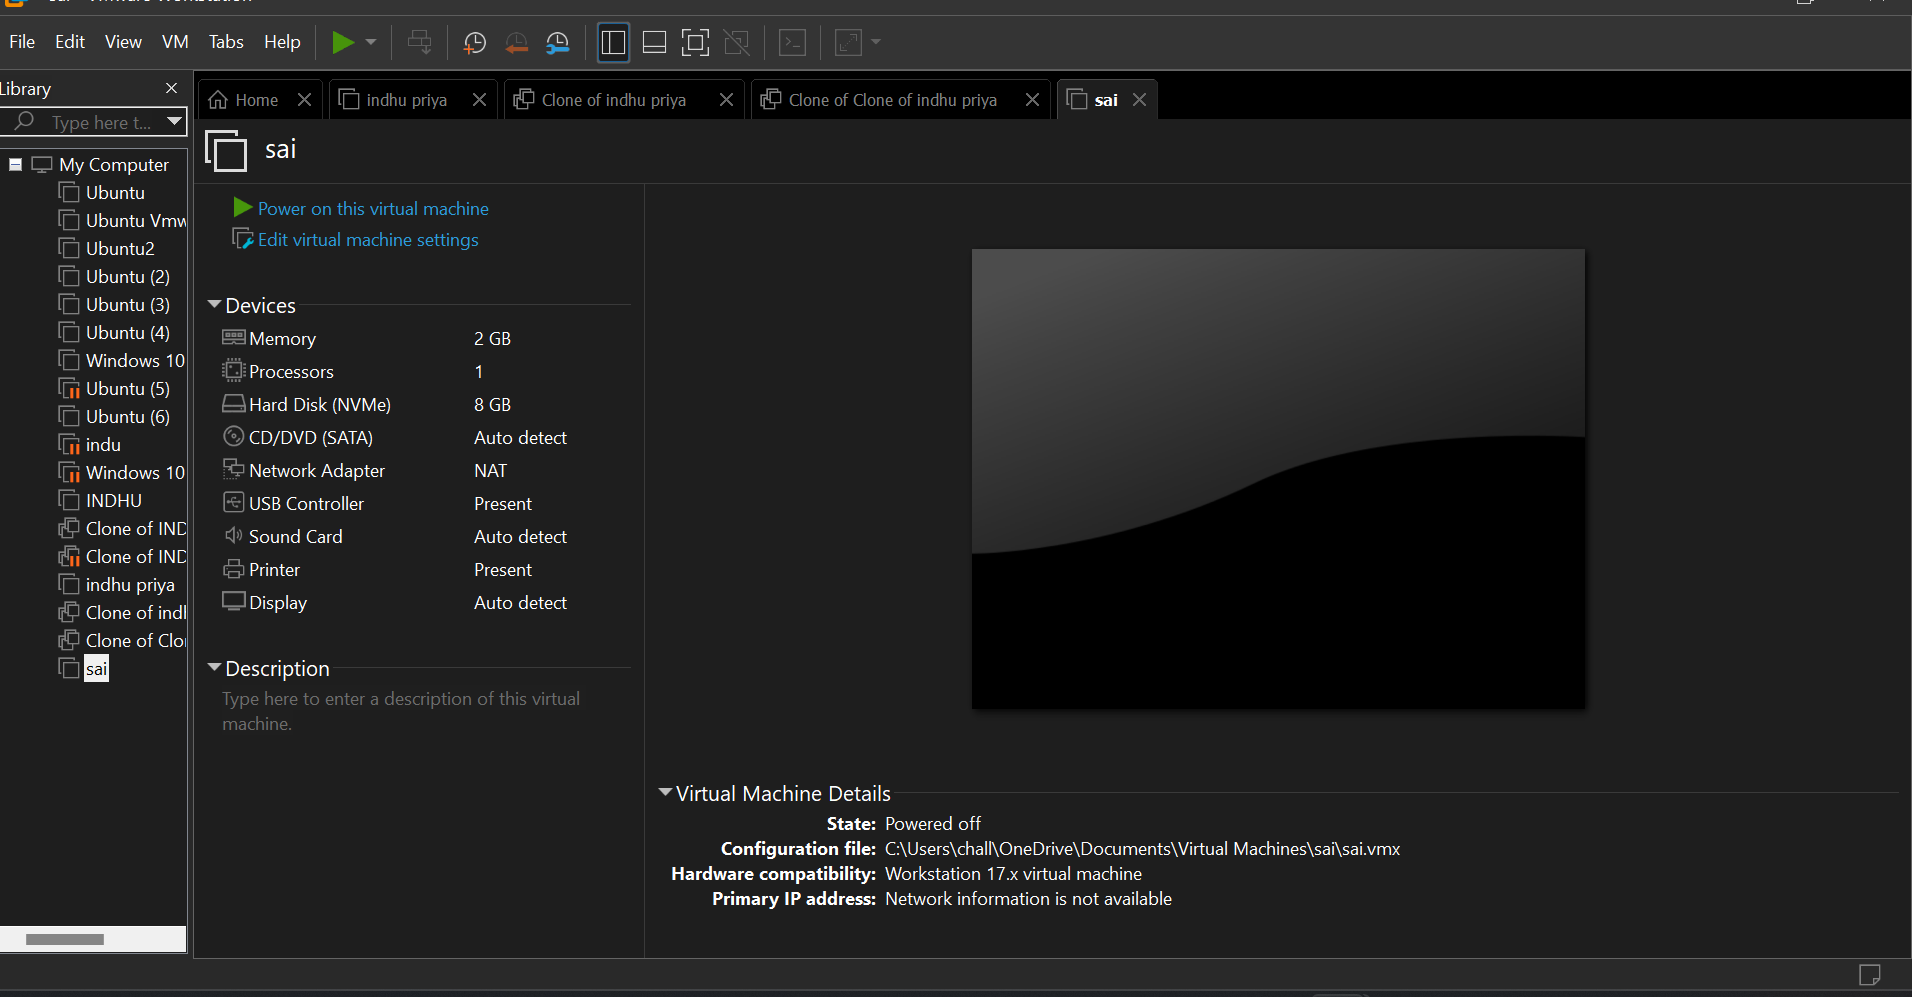 File Edit View VM Tabs Help
Library
Type here t...
Home
indhu priya
Clone of indhu priya
Clone of Clone of indhu priya
sai
My Computer
Ubuntu
Ubuntu Vmw
Ubuntu2
Ubuntu (2)
Ubuntu (3)
Ubuntu (4)
Windows 10
Ubuntu (5)
Ubuntu (6)
indu
Windows 10
INDHU
Clone of IND
Clone of IND
indhu priya
Clone of indl
Clone of Clo
sai
sai
Power on this virtual machine
Edit virtual machine settings
Devices
Memory 2 GB
Processors 1
Hard Disk (NVMe) 8 GB
CD/DVD (SATA) Auto detect
Network Adapter NAT
USB Controller Present
Sound Card Auto detect
Printer Present
Display Auto detect
Description
Type here to enter a description of this virtual
machine.
Virtual Machine Details
State: Powered off
Configuration file: C:\Users\chall\OneDrive\Documents\Virtual Machines\sai\sai.vmx
Hardware compatibility: Workstation 17.x virtual machine
Primary IP address: Network information is not available